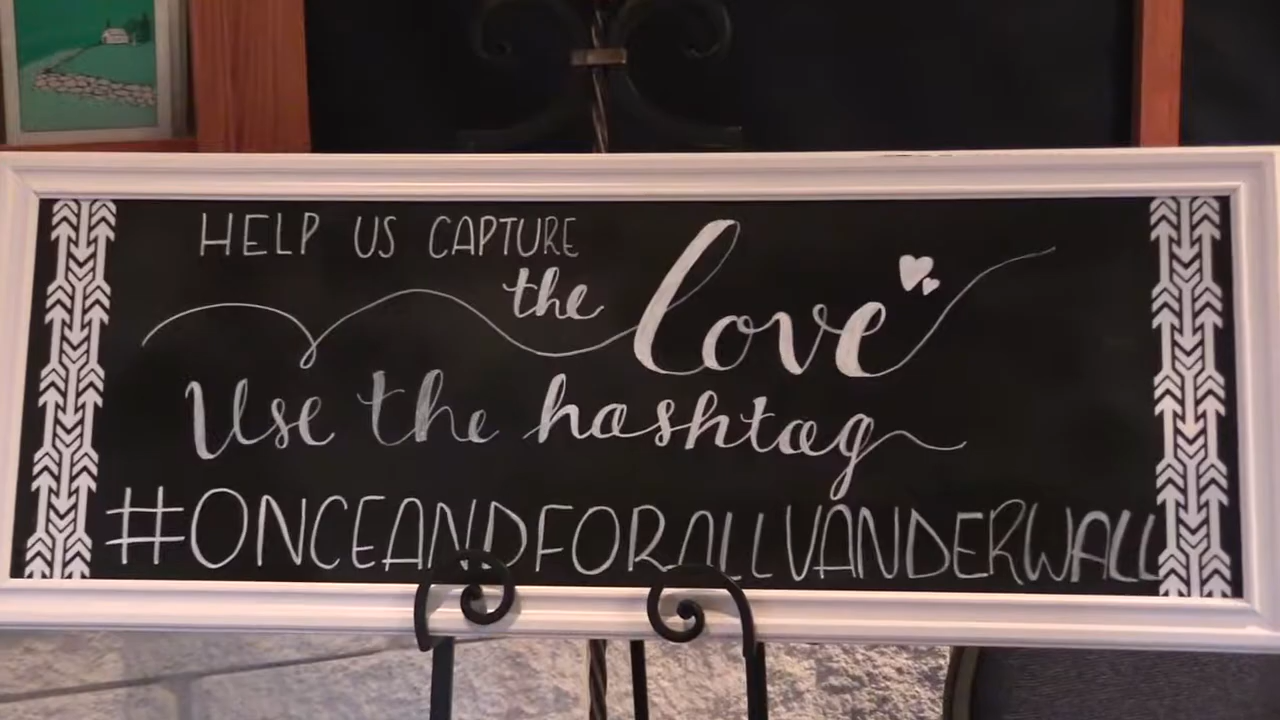 HELP US CAPTURE
the love
Use the hashtag
#ONCEANDFORALLVANDERWALL